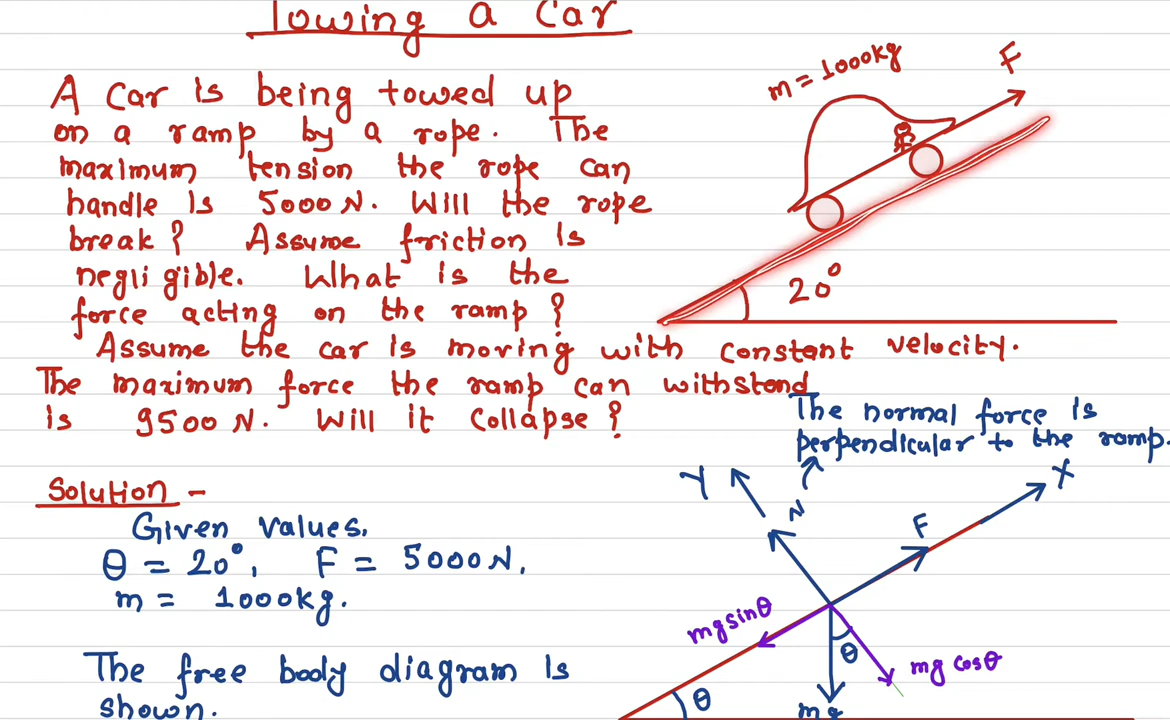 Towing a Car
A Car is being towed up
on a ramp by a rope. The
maximum tension the rope can
handle is 5000 N. Will the rope
break? Assume friction is
negligible. What is the
force acting on the ramp?
Assume the car is moving with constant velocity.
The maximum force the ramp can withstand
is 9500 N. Will it collapse?
m = 1000kg
F
20°
Solution -
Given values.
θ = 20°, F = 5000 N.
m = 1000kg.
The free body diagram is
shown.
The normal force is
perpendicular to the ramp.
Y
N
F
X
mgsinθ
θ
mg cosθ
θ
mg